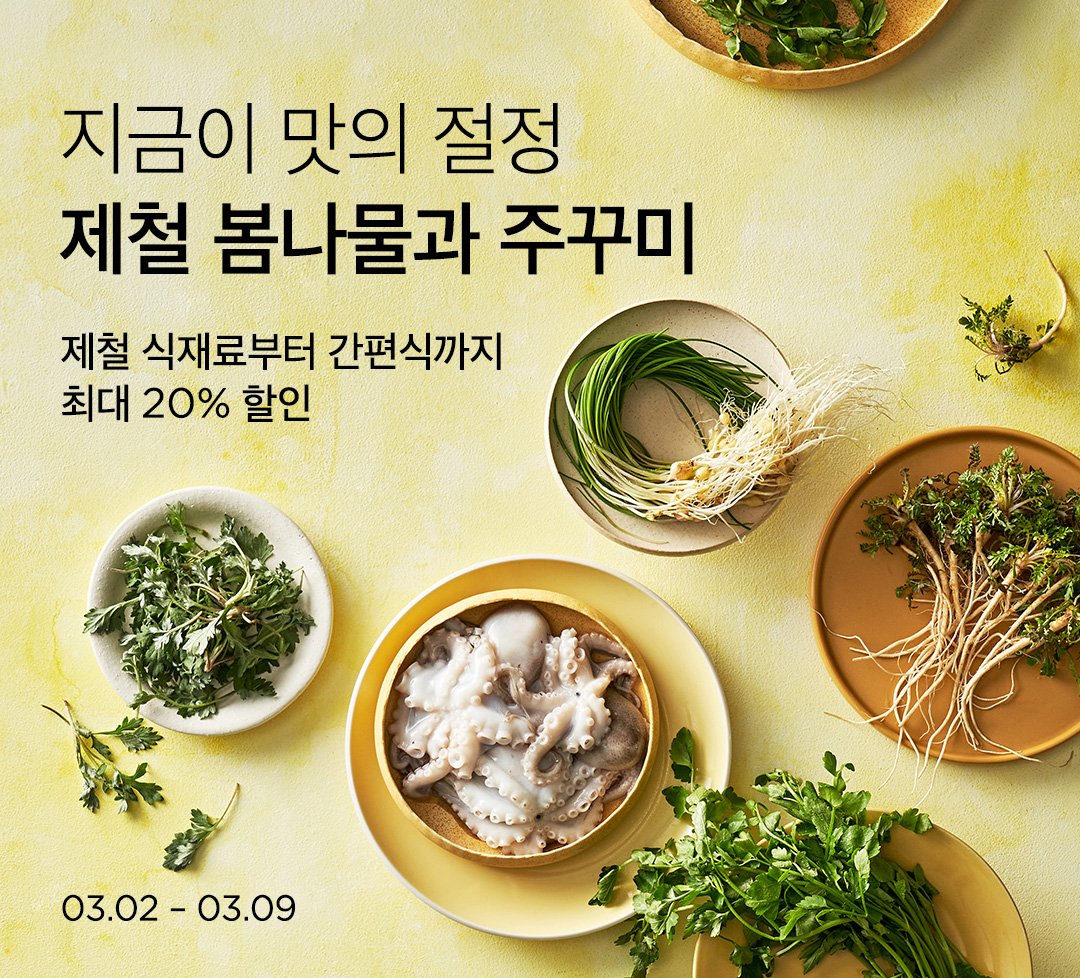 지금이 맛의 절정
제철 봄나물과 주꾸미
제철 식재료부터 간편식까지
최대 20% 할인
03.02 – 03.09